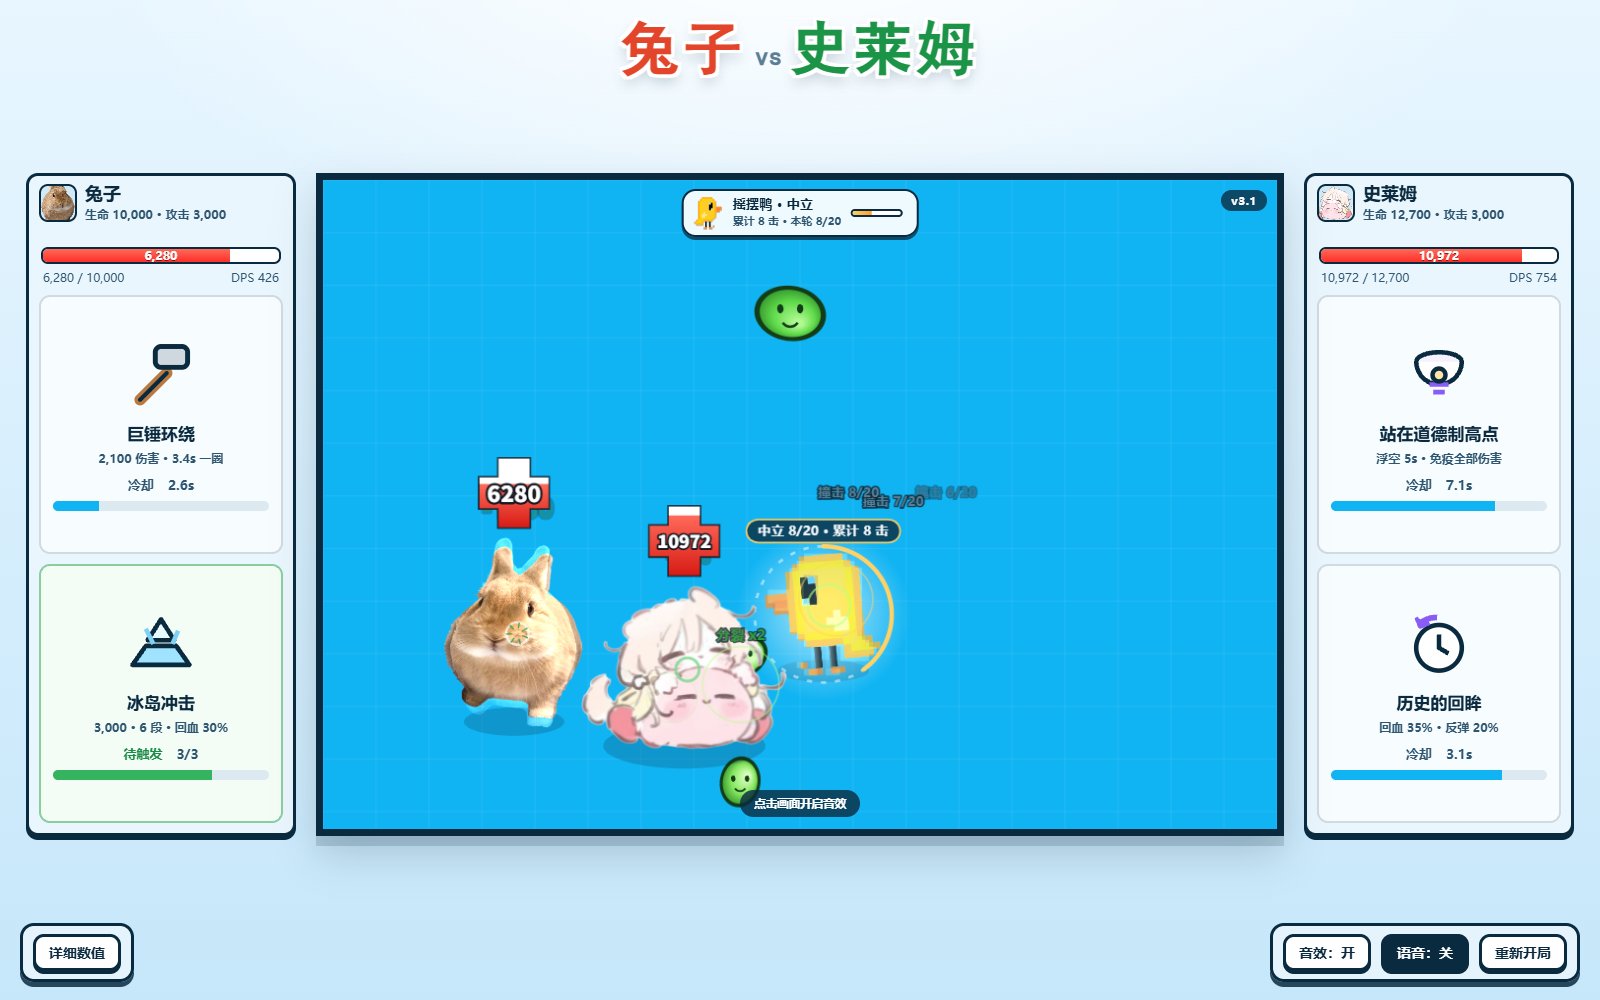 兔子 vs 史莱姆
兔子
生命 10,000 • 攻击 3,000
6,280
6,280 / 10,000 DPS 426
巨锤环绕
2,100 伤害 • 3.4s 一圈
冷却 2.6s
冰岛冲击
3,000 • 6 段 • 回血 30%
待触发 3/3
摇摆鸭 • 中立
累计 8 击 • 本轮 8/20
v3.1
6280
10972
撞击 8/20
撞击 7/20
撞击 6/20
中立 8/20 • 累计 8 击
分裂 x2
点击画面开启音效
史莱姆
生命 12,700 • 攻击 3,000
10,972
10,972 / 12,700 DPS 754
站在道德制高点
浮空 5s • 免疫全部伤害
冷却 7.1s
历史的回眸
回血 35% • 反弹 20%
冷却 3.1s
详细数值
音效：开 语音：关 重新开局